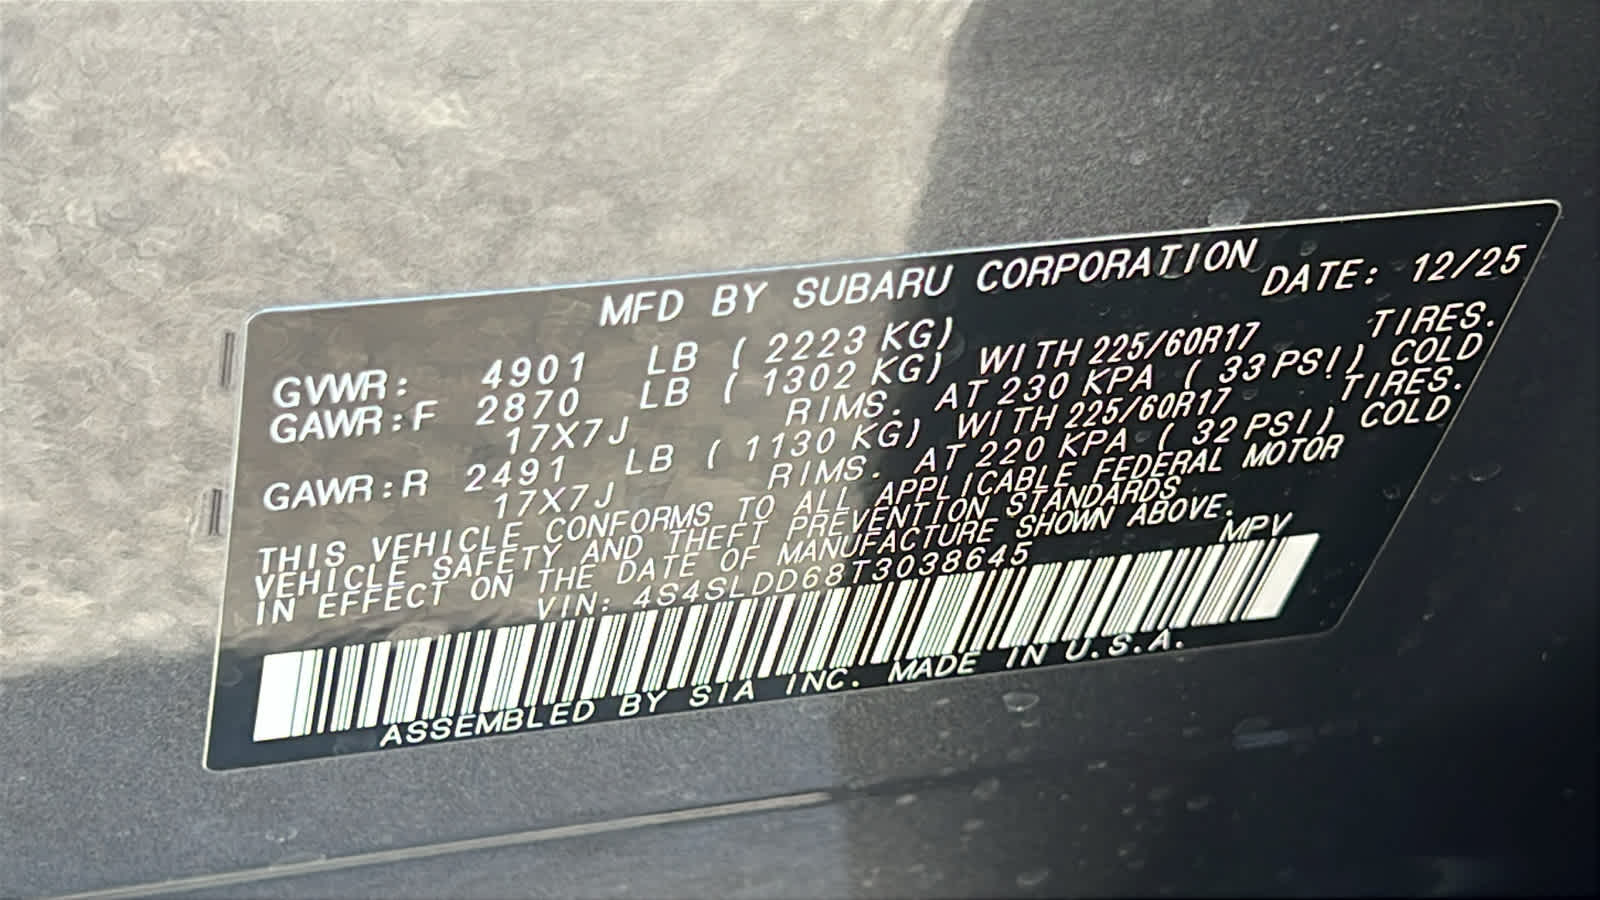 MFD BY SUBARU CORPORATION
DATE: 12/25
GVWR: 4901 LB ( 2223 KG)
GAWR:F 2870 LB ( 1302 KG) WITH 225/60R17 TIRES.
17X7J RIMS. AT 230 KPA ( 33 PSI) COLD
GAWR:R 2491 LB ( 1130 KG) WITH 225/60R17 TIRES.
17X7J RIMS. AT 220 KPA ( 32 PSI) COLD
THIS VEHICLE CONFORMS TO ALL APPLICABLE FEDERAL MOTOR
VEHICLE SAFETY AND THEFT PREVENTION STANDARDS
IN EFFECT ON THE DATE OF MANUFACTURE SHOWN ABOVE.
VIN: 4S4SLDD68T3038645 MPV
ASSEMBLED BY SIA INC. MADE IN U.S.A.